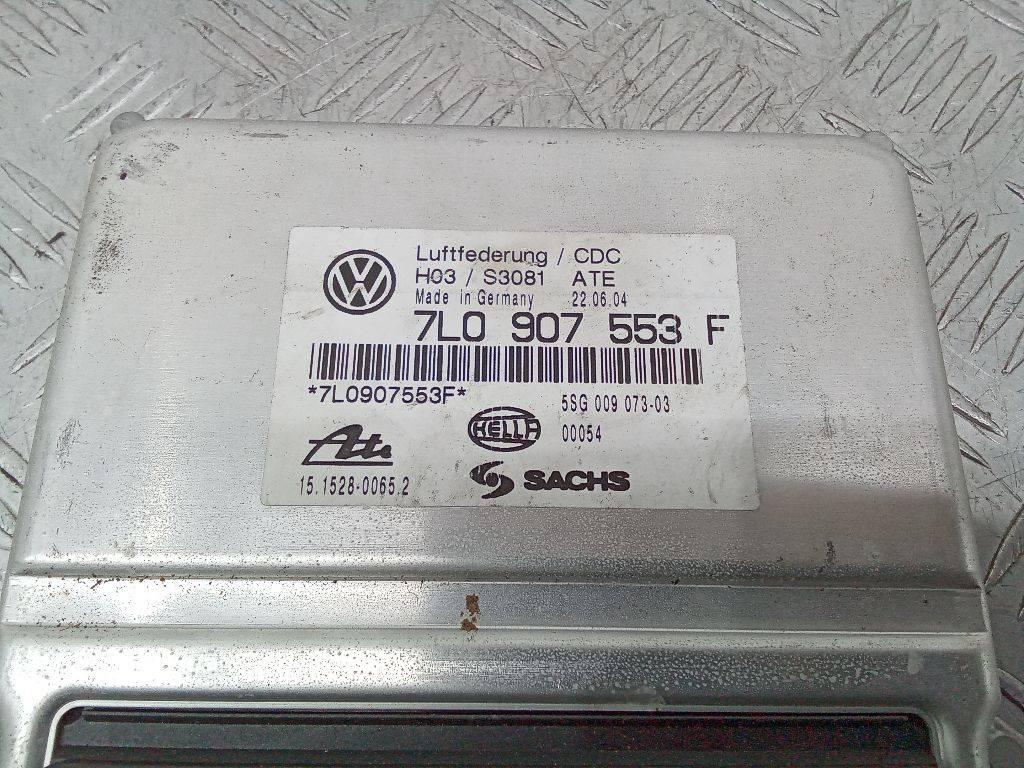 Luftfederung / CDC
H03 / S3081 ATE
Made in Germany 22.06.04
7L0 907 553 F
*7L0907553F*
5SG 009 073-03
HELLA 00054
Ate
SACHS
15.1528-0065.2